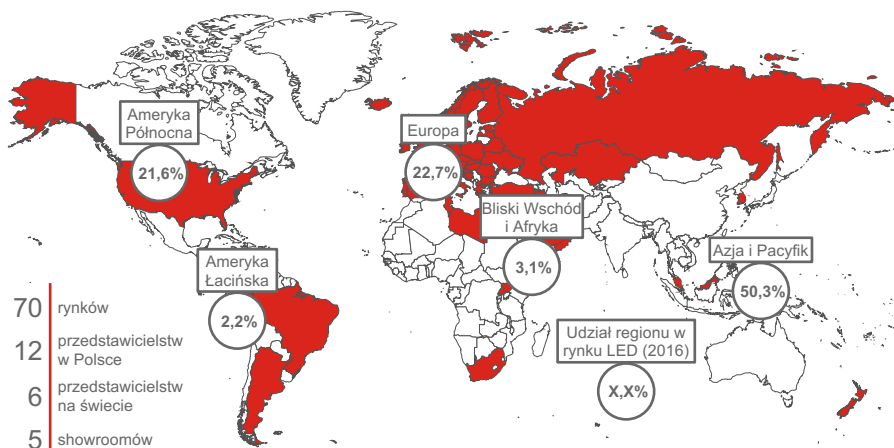 Ameryka
Północna
21,6%
Europa
22,7%
Bliski Wschód
i Afryka
3,1%
Azja i Pacyfik
50,3%
Ameryka
Łacińska
2,2%
Udział regionu w
rynku LED (2016)
X,X%
70 rynków
12 przedstawicielstw
w Polsce
6 przedstawicielstw
na świecie
5 showroomów